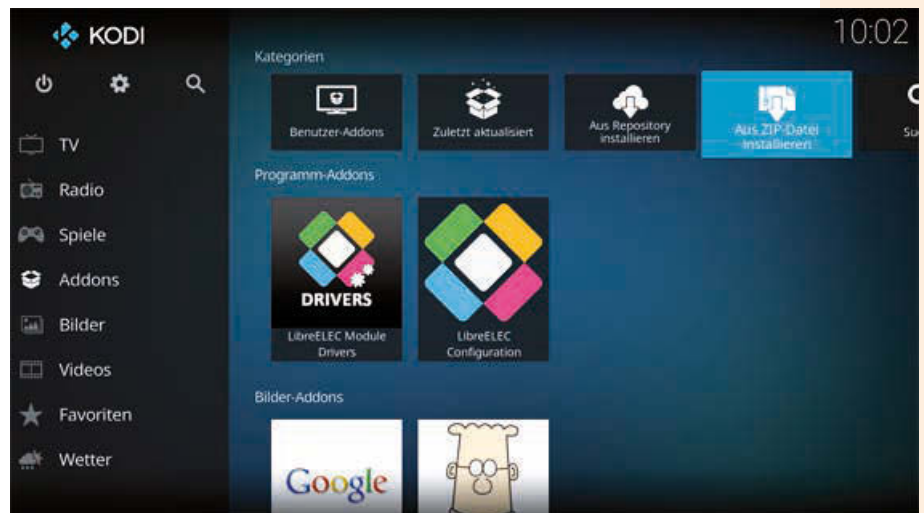 KODI
10:02
Kategorien
Benutzer-Addons
Zuletzt aktualisiert
Aus Repository
installieren
Aus ZIP-Datei
installieren
Su
TV
Radio
Spiele
Addons
Bilder
Videos
Favoriten
Wetter
Programm-Addons
DRIVERS
LibreELEC Module
Drivers
LibreELEC
Configuration
Bilder-Addons
Google